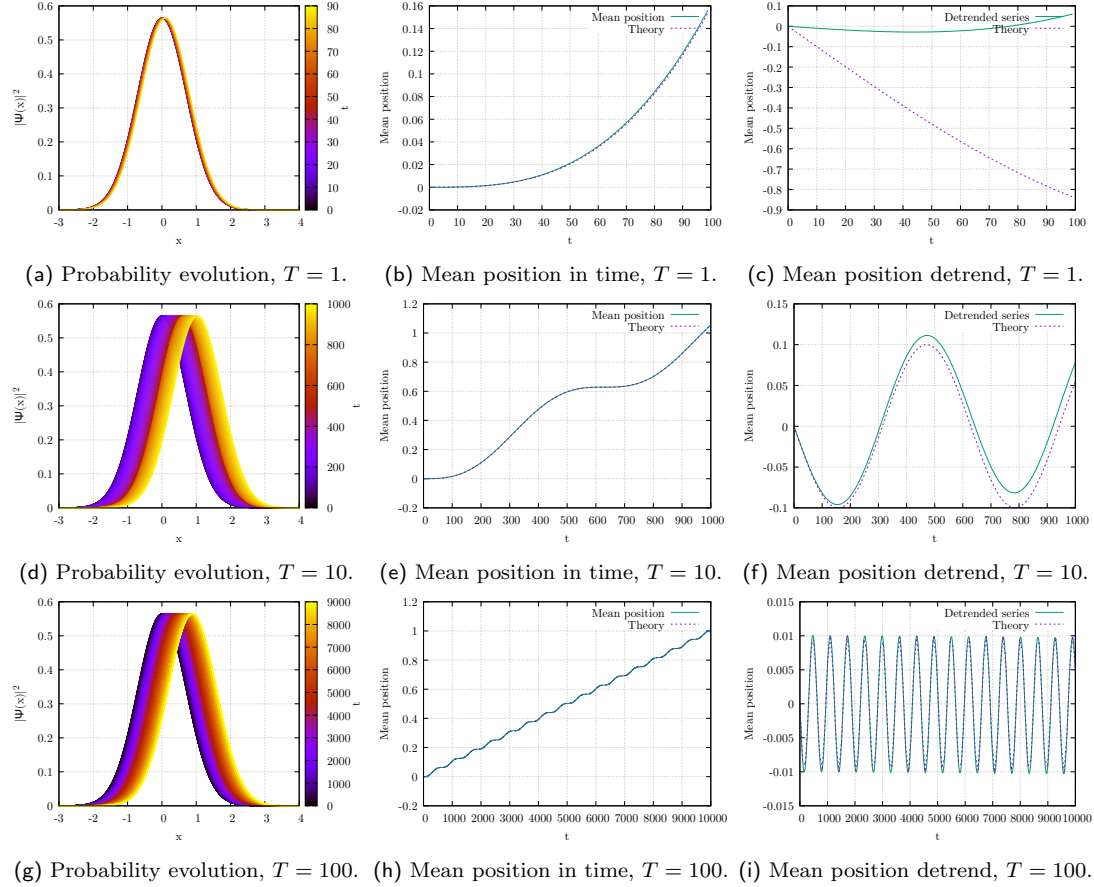 0.6
0.5
0.4
0.3
0.2
0.1
0
-3 -2 -1 0 1 2 3 4
|Ψ(x)|²
x
90
80
70
60
50
40
30
20
10
0
t
0.16
0.14
0.12
0.1
0.08
0.06
0.04
0.02
0
-0.02
0 10 20 30 40 50 60 70 80 90 100
Mean position
t
Mean position
Theory
0.1
0
-0.1
-0.2
-0.3
-0.4
-0.5
-0.6
-0.7
-0.8
-0.9
0 10 20 30 40 50 60 70 80 90 100
Mean position
t
Detrended series
Theory
(a) Probability evolution, T = 1.
(b) Mean position in time, T = 1.
(c) Mean position detrend, T = 1.
0.6
0.5
0.4
0.3
0.2
0.1
0
-3 -2 -1 0 1 2 3 4
|Ψ(x)|²
x
1000
800
600
400
200
0
t
1.2
1
0.8
0.6
0.4
0.2
0
-0.2
0 100 200 300 400 500 600 700 800 900 1000
Mean position
t
Mean position
Theory
0.1
0.05
0
-0.05
-0.1
0 100 200 300 400 500 600 700 800 900 1000
Mean position
t
Detrended series
Theory
(d) Probability evolution, T = 10.
(e) Mean position in time, T = 10.
(f) Mean position detrend, T = 10.
0.6
0.5
0.4
0.3
0.2
0.1
0
-3 -2 -1 0 1 2 3 4
|Ψ(x)|²
x
9000
8000
7000
6000
5000
4000
3000
2000
1000
0
t
1.2
1
0.8
0.6
0.4
0.2
0
-0.2
0 1000 2000 3000 4000 5000 6000 7000 8000 9000 10000
Mean position
t
Mean position
Theory
0.015
0.01
0.005
0
-0.005
-0.01
-0.015
0 1000 2000 3000 4000 5000 6000 7000 8000 9000 10000
Mean position
t
Detrended series
Theory
(g) Probability evolution, T = 100.
(h) Mean position in time, T = 100.
(i) Mean position detrend, T = 100.